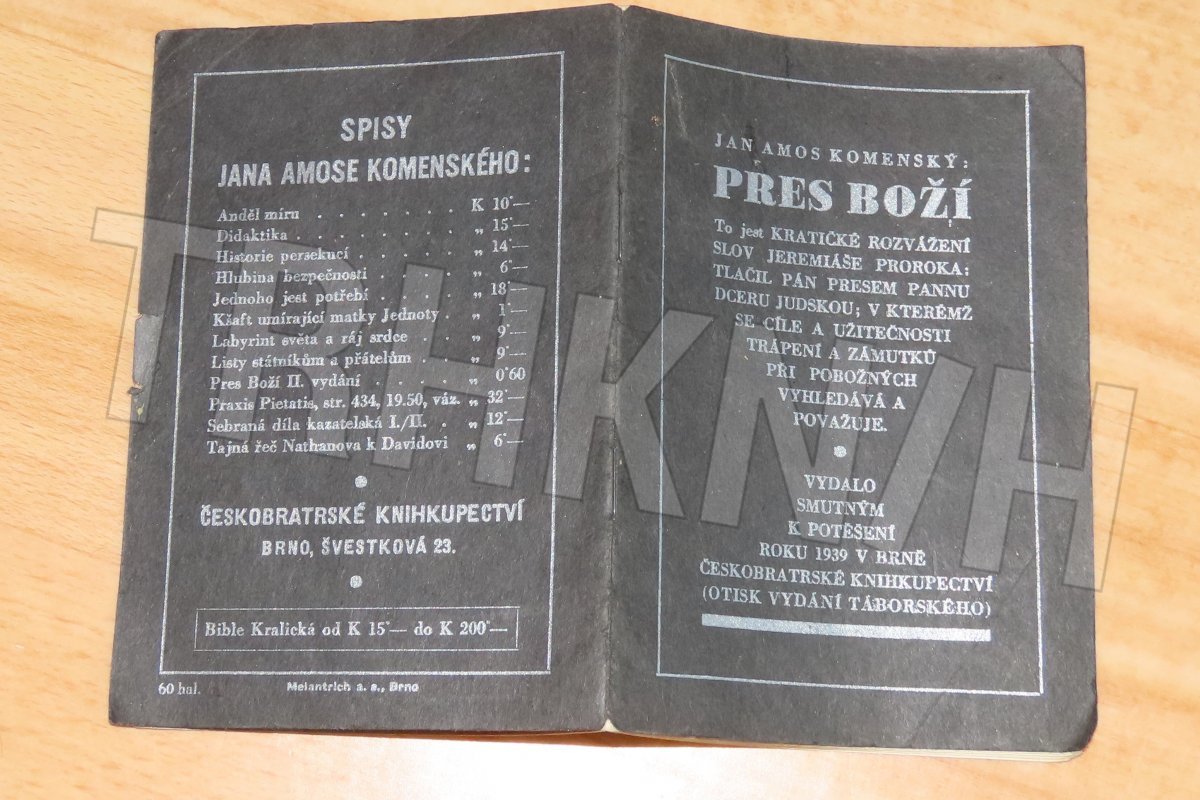 SPISY
JANA AMOSE KOMENSKÉHO:
Anděl míru . . . . . . . K 10·—
Didaktika . . . . . . . „ 15·—
Historie persekucí . . . . . „ 14·—
Hlubina bezpečnosti . . . . „ 6·—
Jednoho jest potřebí . . . . „ 18·—
Kšaft umírající matky Jednoty . „ 1·—
Labyrint světa a ráj srdce . . „ 9·—
Listy státníkům a přátelům . . „ 9·—
Pres Boží II. vydání . . . . „ 0·60
Praxis Pietatis, str. 434, 19.50, váz. „ 32·—
Sebraná díla kazatelská I./II. . „ 12·—
Tajná řeč Nathanova k Davidovi „ 6·—
ČESKOBRATRSKÉ KNIHKUPECTVÍ
BRNO, ŠVESTKOVÁ 23.
Bible Kralická od K 15·— do K 200·—
60 hal.
Melantrich a. s., Brno
JAN AMOS KOMENSKÝ:
PŘES BOŽÍ
To jest KRATIČKÉ ROZVÁŽENÍ
SLOV JEREMIÁŠE PROROKA:
TLAČIL PÁN PRESEM PANNU
DCERU JUDSKOU; V KTERÉMŽ
SE CÍLE A UŽITEČNOSTI
TRÁPENÍ A ZÁMUTKŮ
PŘI POBOŽNÝCH
VYHLEDÁVÁ A
POVAŽUJE.
VYDALO
SMUTNÝM
K POTĚŠENÍ
ROKU 1939 V BRNĚ
ČESKOBRATRSKÉ KNIHKUPECTVÍ
(OTISK VYDÁNÍ TÁBORSKÉHO)
TRHKNIH